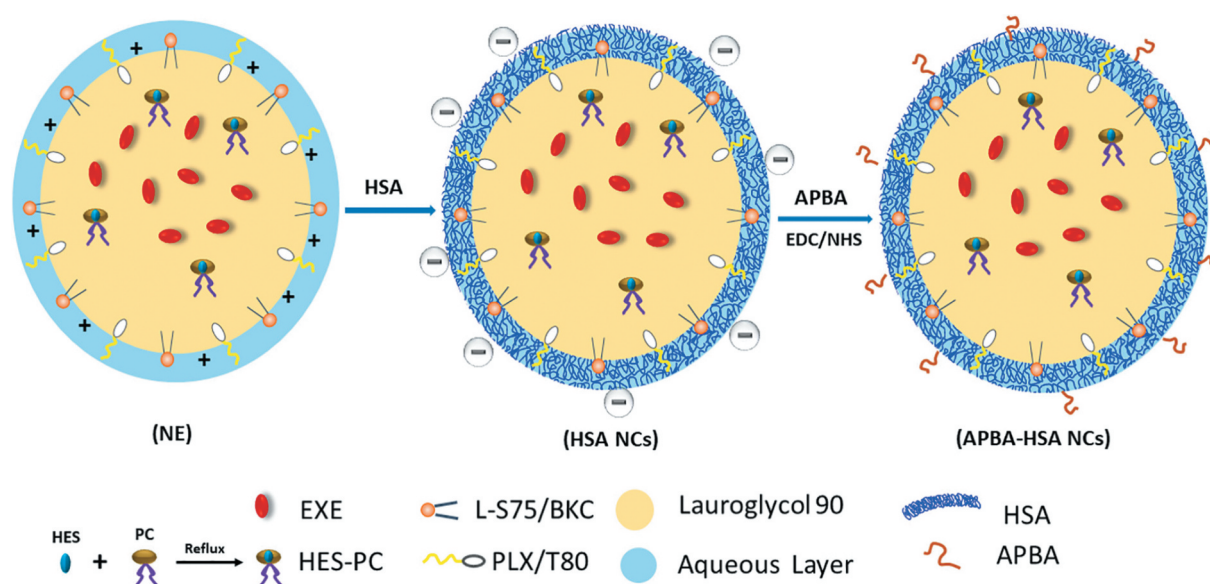 HSA
APBA
EDC/NHS
(NE)
(HSA NCs)
(APBA-HSA NCs)
EXE
L-S75/BKC
Lauroglycol 90
HSA
HES
+
PC
Reflux
HES-PC
PLX/T80
Aqueous Layer
APBA